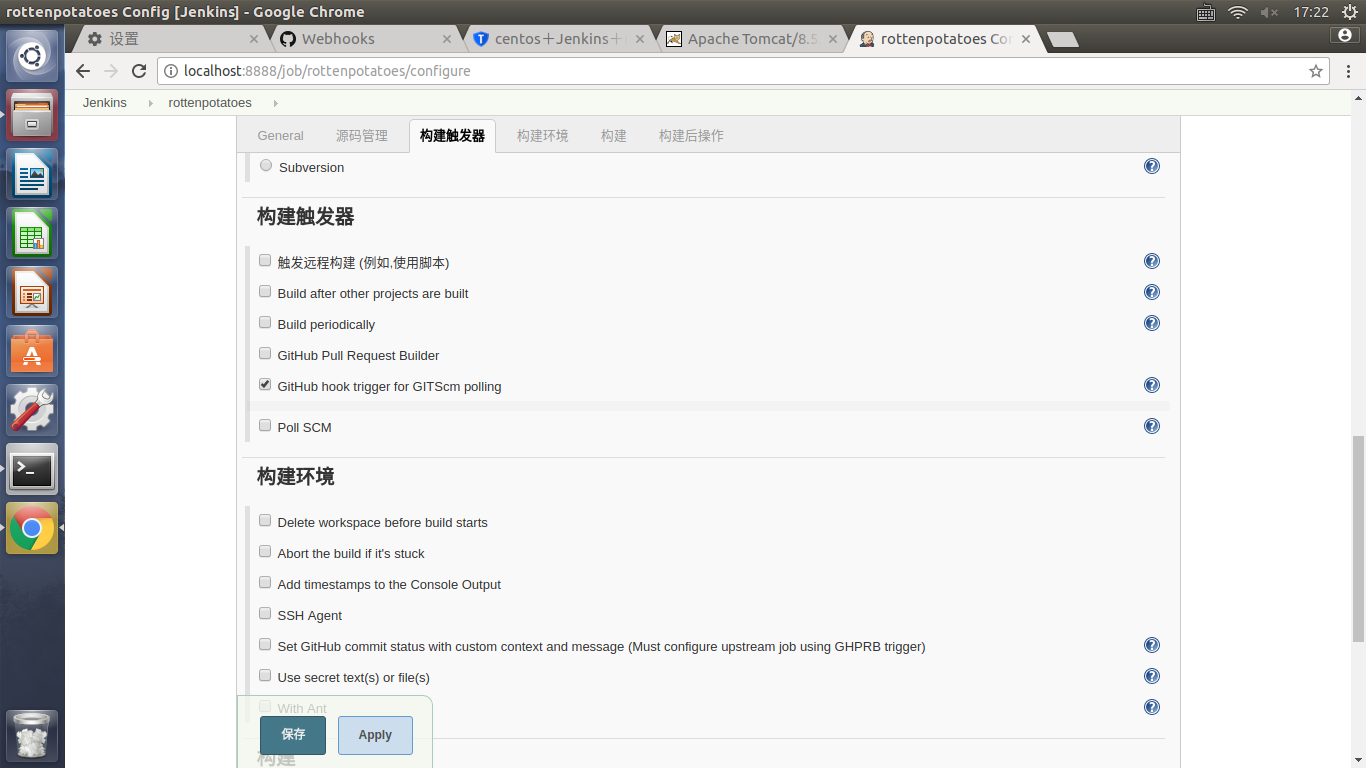 rottenpotatoes Config [Jenkins] - Google Chrome
17:22
设置
Webhooks
centos＋Jenkins＋
Apache Tomcat/8.5
rottenpotatoes Co
localhost:8888/job/rottenpotatoes/configure
Jenkins
rottenpotatoes
General
源码管理
构建触发器
构建环境
构建
构建后操作
Subversion
构建触发器
触发远程构建 (例如,使用脚本)
Build after other projects are built
Build periodically
GitHub Pull Request Builder
GitHub hook trigger for GITScm polling
Poll SCM
构建环境
Delete workspace before build starts
Abort the build if it's stuck
Add timestamps to the Console Output
SSH Agent
Set GitHub commit status with custom context and message (Must configure upstream job using GHPRB trigger)
Use secret text(s) or file(s)
With Ant
保存
Apply
构建